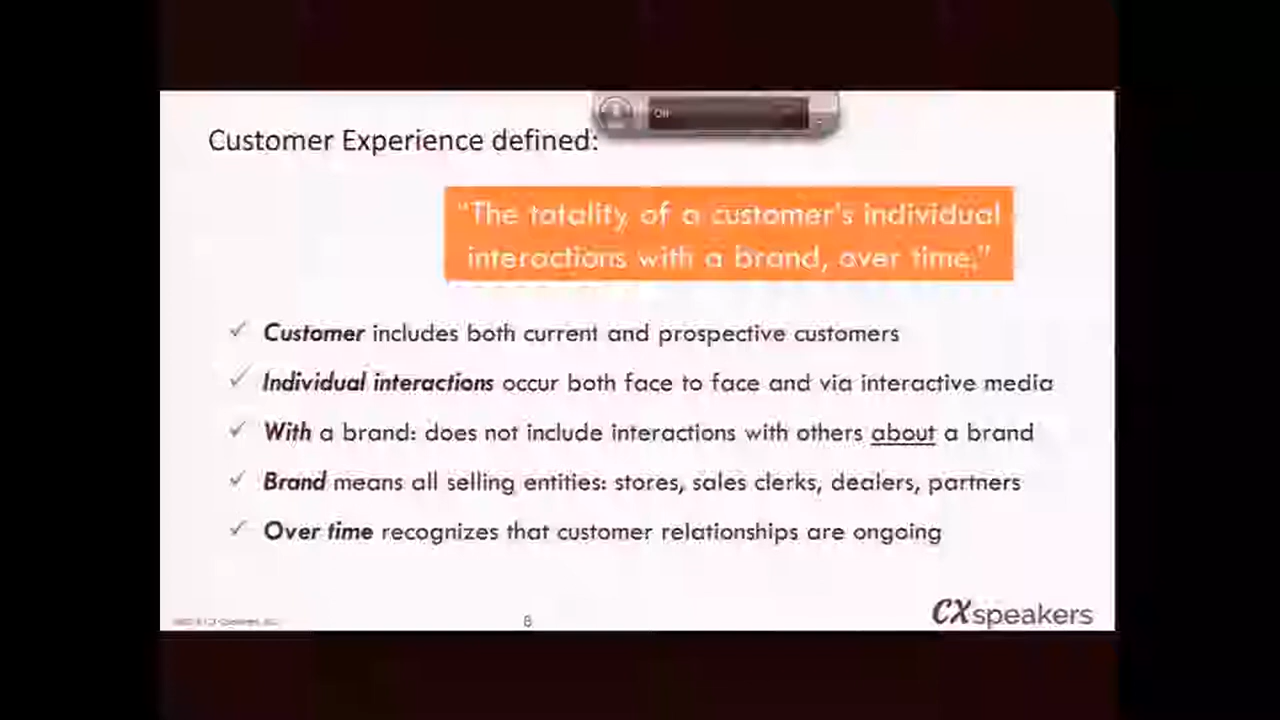 Customer Experience defined:
"The totality of a customer's individual
interactions with a brand, over time."
✓ Customer includes both current and prospective customers
✓ Individual interactions occur both face to face and via interactive media
✓ With a brand: does not include interactions with others about a brand
✓ Brand means all selling entities: stores, sales clerks, dealers, partners
✓ Over time recognizes that customer relationships are ongoing
8
CXspeakers